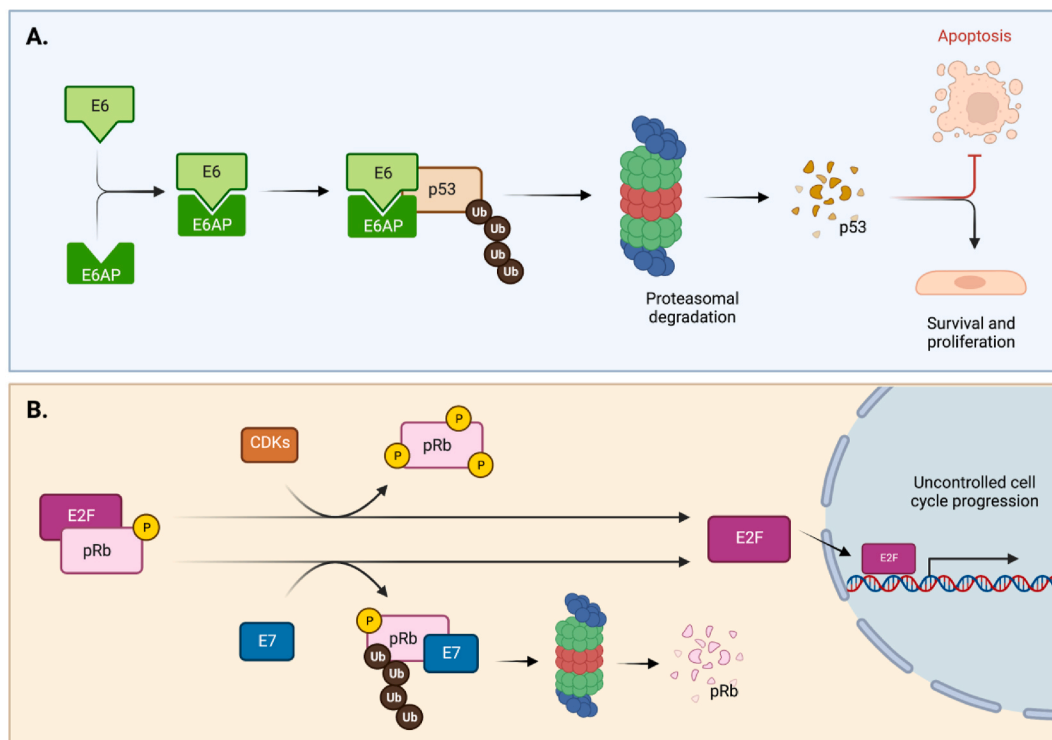 A.
Apoptosis
E6
E6
E6AP
E6AP
E6
p53
E6AP
Ub
Ub
Ub
Ub
Proteasomal
degradation
p53
Survival and
proliferation
B.
CDKs
P
pRb
P
P
E2F
pRb
P
E2F
Uncontrolled cell
cycle progression
E2F
E7
P
pRb
E7
Ub
Ub
Ub
Ub
pRb